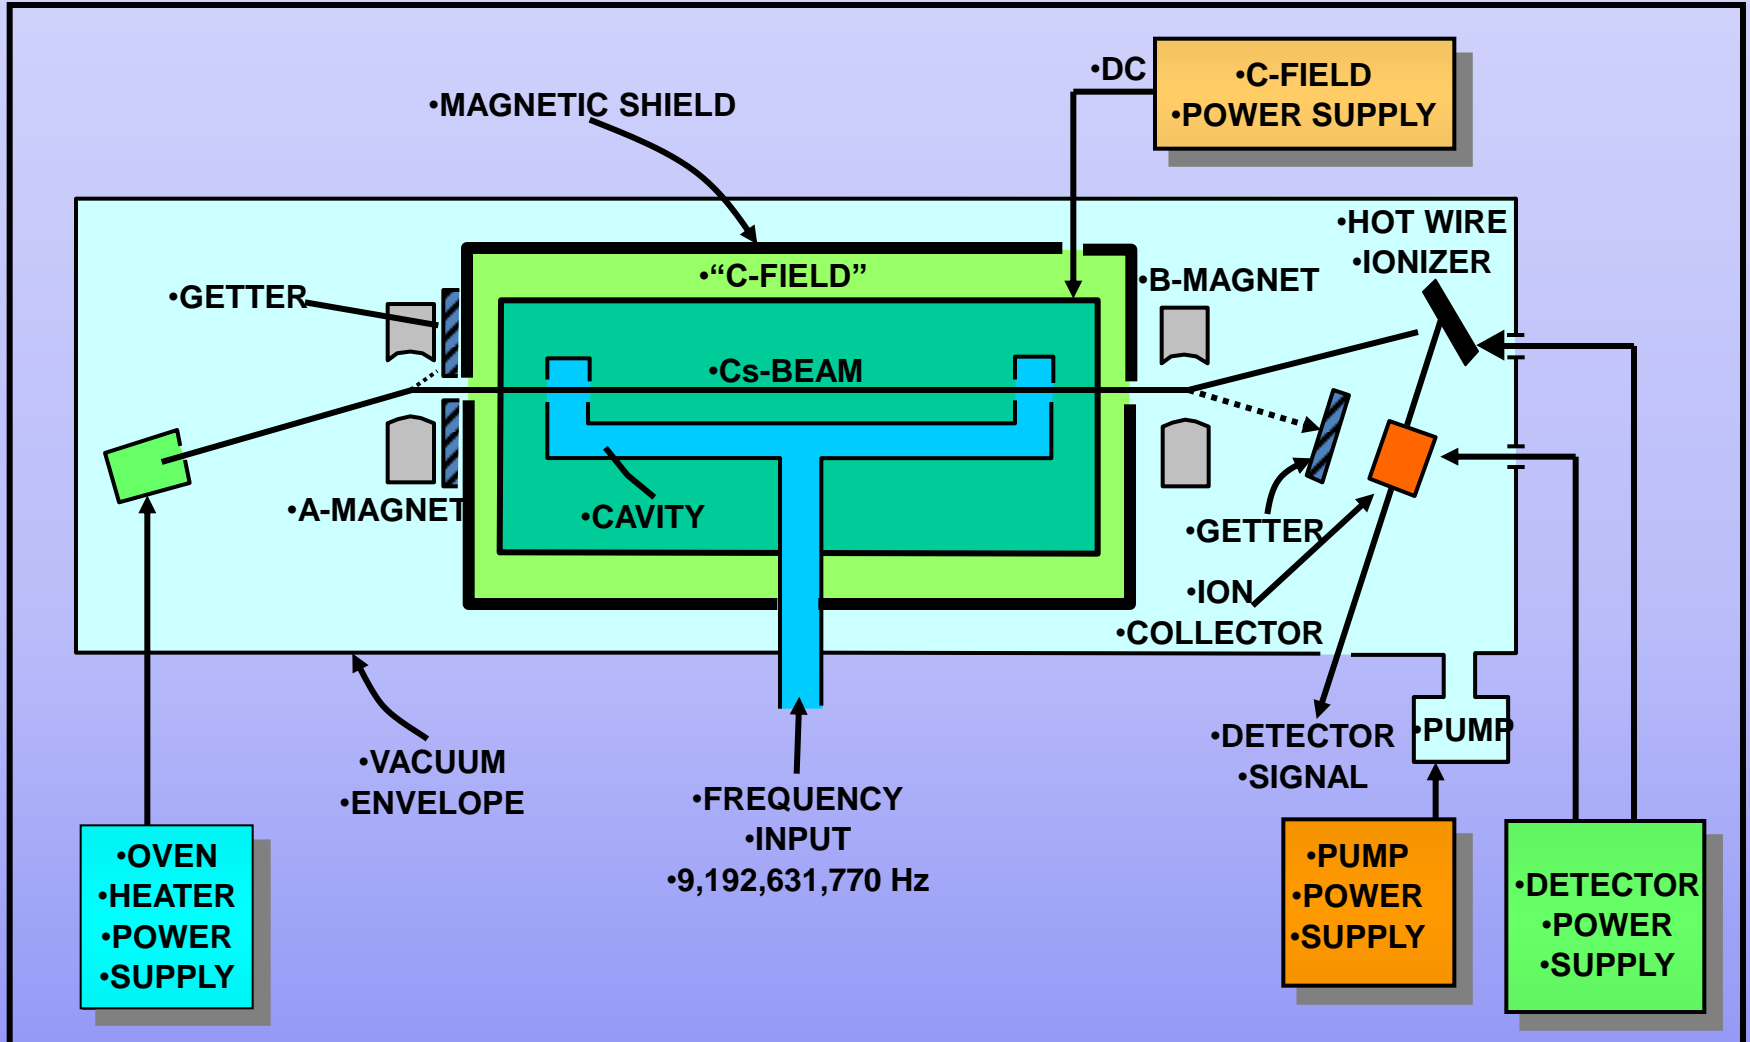 •DC
•C-FIELD
•POWER SUPPLY
•MAGNETIC SHIELD
•HOT WIRE
•IONIZER
•“C-FIELD”
•B-MAGNET
•GETTER
•Cs-BEAM
•A-MAGNET
•CAVITY
•GETTER
•ION
•COLLECTOR
•DETECTOR
•SIGNAL
•PUMP
•VACUUM
•ENVELOPE
•FREQUENCY
•INPUT
•9,192,631,770 Hz
•OVEN
•HEATER
•POWER
•SUPPLY
•PUMP
•POWER
•SUPPLY
•DETECTOR
•POWER
•SUPPLY